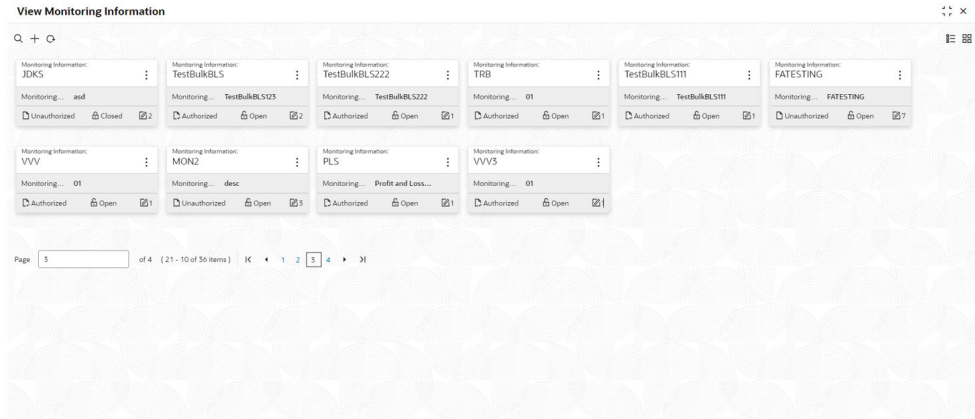 View Monitoring Information
Monitoring Information: Monitoring Information: Monitoring Information: Monitoring Information: Monitoring Information: Monitoring Information:
JDKS TestBulkBLS TestBulkBLS222 TRB TestBulkBLS111 FATESTING
Monitoring... asd Monitoring... TestBulkBLS123 Monitoring... TestBulkBLS222 Monitoring... 01 Monitoring... TestBulkBLS111 Monitoring... FATESTING
Unauthorized Closed 2 Authorized Open 2 Authorized Open 1 Authorized Open 1 Authorized Open 1 Unauthorized Open 7
Monitoring Information: Monitoring Information: Monitoring Information: Monitoring Information:
VVV MON2 PLS VVV3
Monitoring... 01 Monitoring... desc Monitoring... Profit and Loss... Monitoring... 01
Authorized Open 1 Unauthorized Open 3 Authorized Open 1 Authorized Open 1
Page 3 of 4 (21 - 10 of 36 items) 1 2 3 4